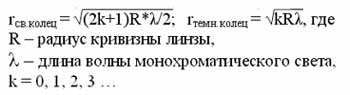 rсв.колец = √(2k+1)R*λ/2; rтемн.колец = √kRλ, где
R – радиус кривизны линзы,
λ – длина волны монохроматического света,
k = 0, 1, 2, 3 ...